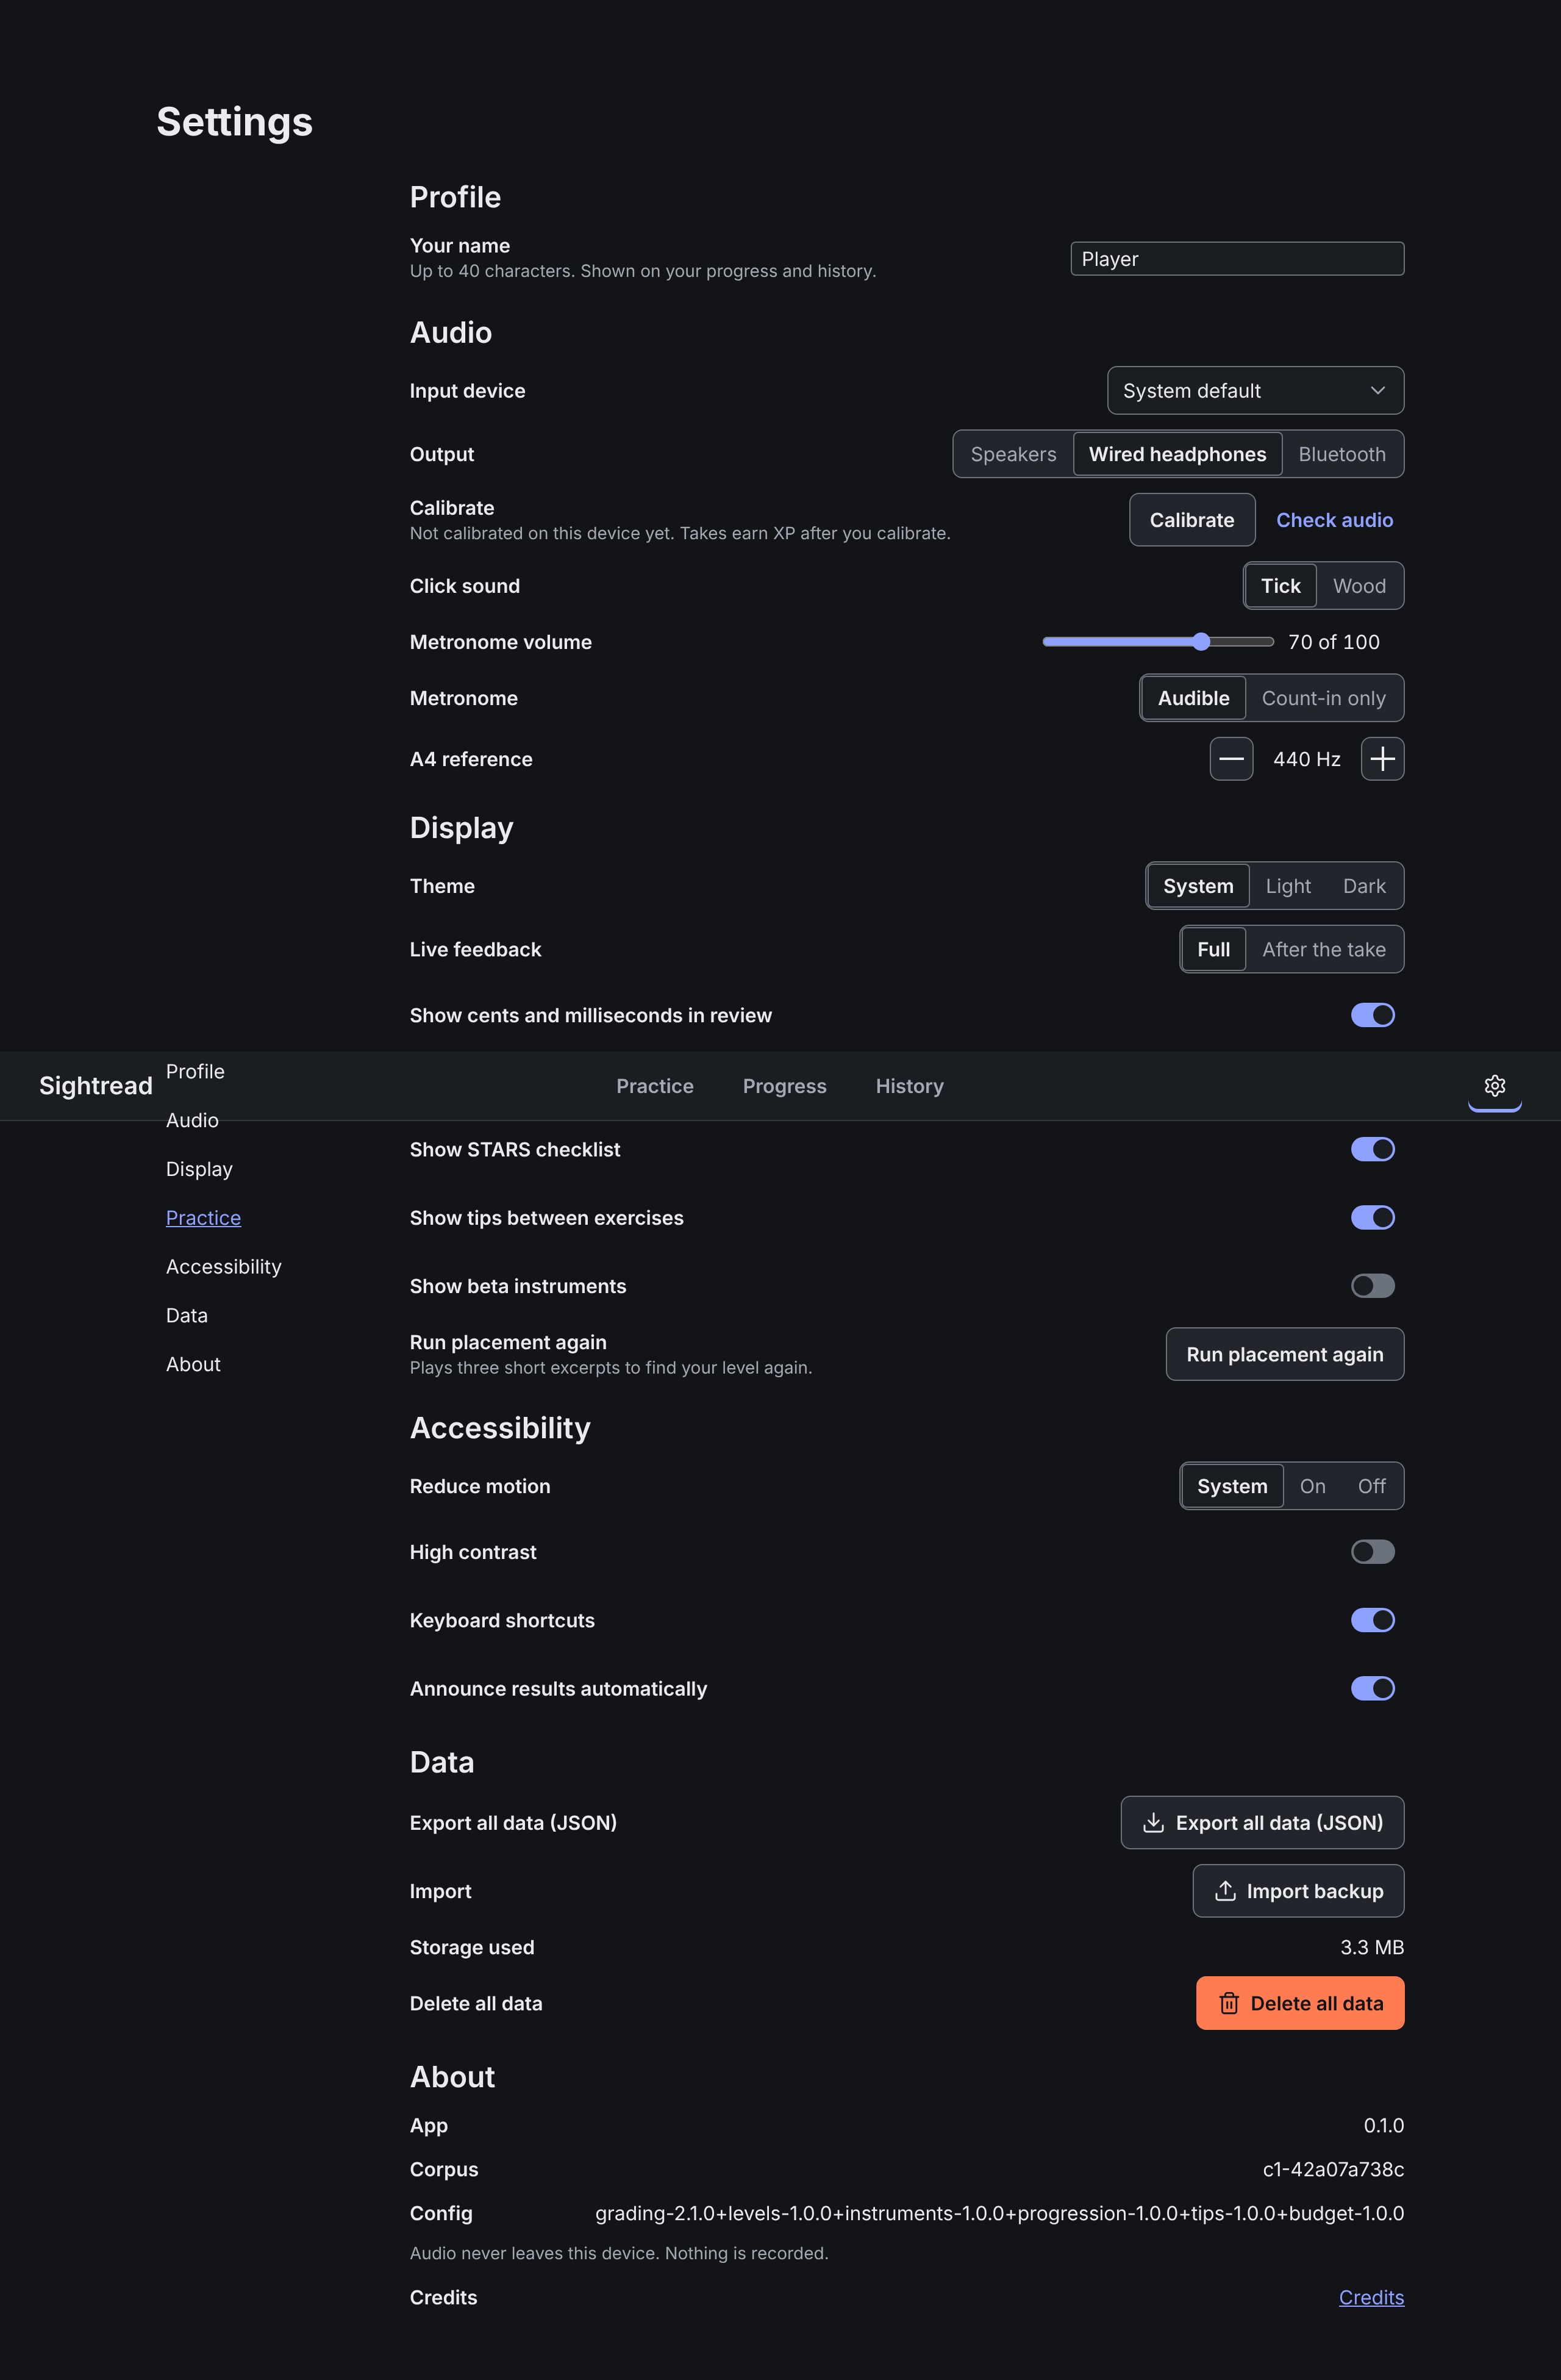 Settings
Profile
Your name
Up to 40 characters. Shown on your progress and history.
Player
Audio
Input device
System default
Output
Speakers
Wired headphones
Bluetooth
Calibrate
Not calibrated on this device yet. Takes earn XP after you calibrate.
Calibrate
Check audio
Click sound
Tick
Wood
Metronome volume
70 of 100
Metronome
Audible
Count-in only
A4 reference
440 Hz
Display
Theme
System
Light
Dark
Live feedback
Full
After the take
Show cents and milliseconds in review
Sightread
Practice
Progress
History
Profile
Audio
Display
Practice
Accessibility
Data
About
Show STARS checklist
Show tips between exercises
Show beta instruments
Run placement again
Plays three short excerpts to find your level again.
Run placement again
Accessibility
Reduce motion
System
On
Off
High contrast
Keyboard shortcuts
Announce results automatically
Data
Export all data (JSON)
Export all data (JSON)
Import
Import backup
Storage used
3.3 MB
Delete all data
Delete all data
About
App
0.1.0
Corpus
c1-42a07a738c
Config
grading-2.1.0+levels-1.0.0+instruments-1.0.0+progression-1.0.0+tips-1.0.0+budget-1.0.0
Audio never leaves this device. Nothing is recorded.
Credits
Credits